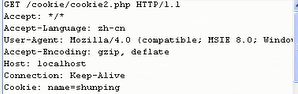 GET /cookie/cookie2.php HTTP/1.1
Accept: */*
Accept-Language: zh-cn
User-Agent: Mozilla/4.0 (compatible; MSIE 8.0; Window
Accept-Encoding: gzip, deflate
Host: localhost
Connection: Keep-Alive
Cookie: name=shunping